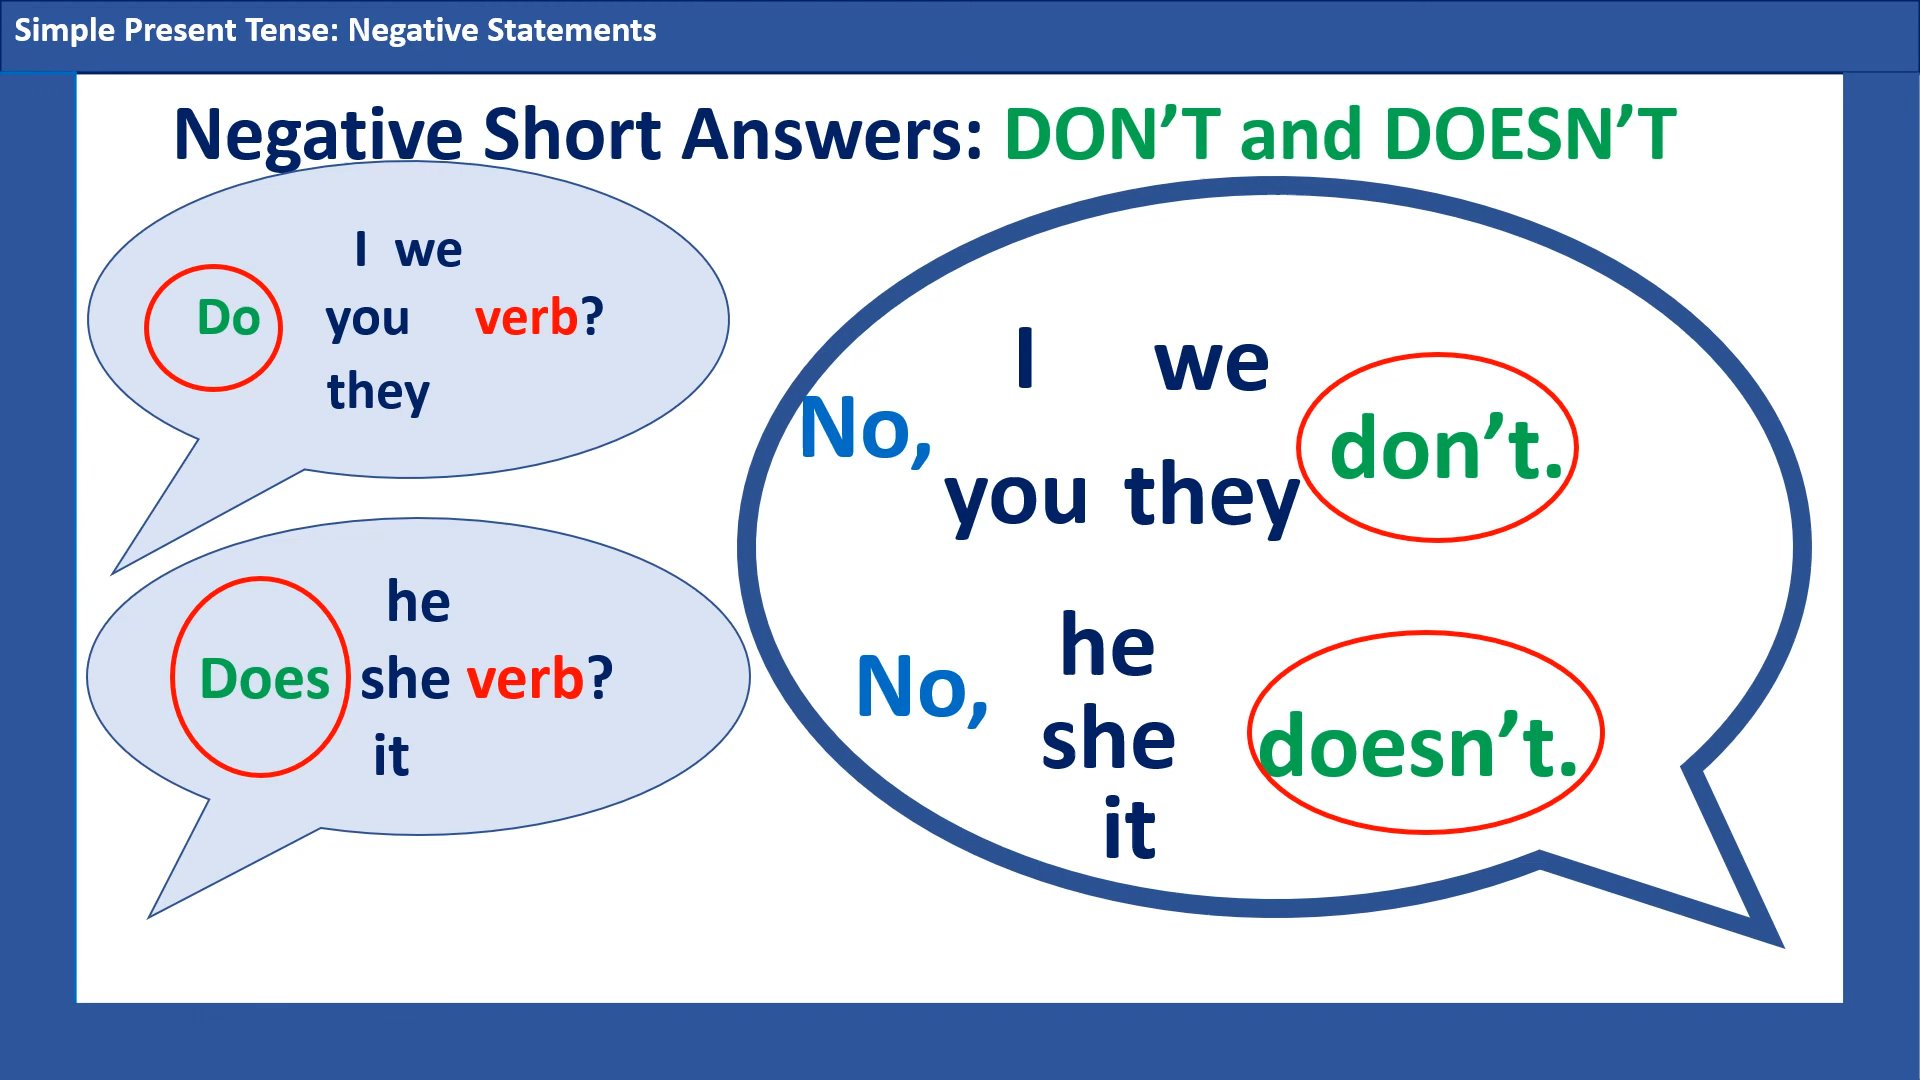 Simple Present Tense: Negative Statements
Negative Short Answers: DON’T and DOESN’T
I we
Do you verb?
they
he
Does she verb?
it
I we
No,
don’t.
you they
he
No,
she
doesn’t.
it